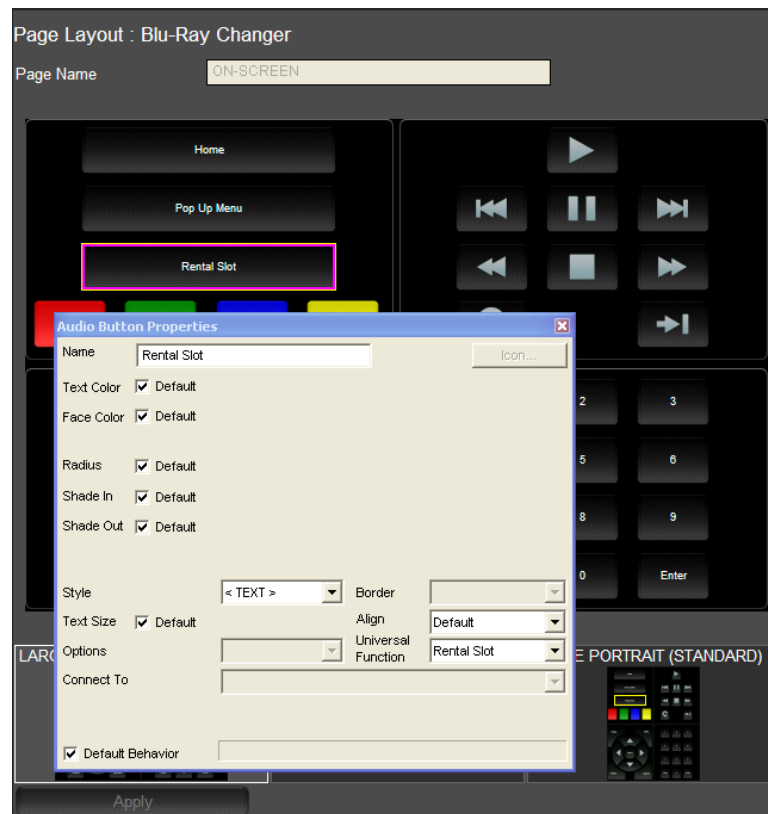 Page Layout : Blu-Ray Changer
Page Name ON-SCREEN
Home
Pop Up Menu
Rental Slot
Audio Button Properties
Name Rental Slot Icon...
Text Color Default
Face Color Default
Radius Default
Shade In Default
Shade Out Default
Style < TEXT > Border
Text Size Default Align Default
Options Universal Function Rental Slot
Connect To
Default Behavior
2 3
5 6
8 9
0 Enter
LARG
E PORTRAIT (STANDARD)
Apply